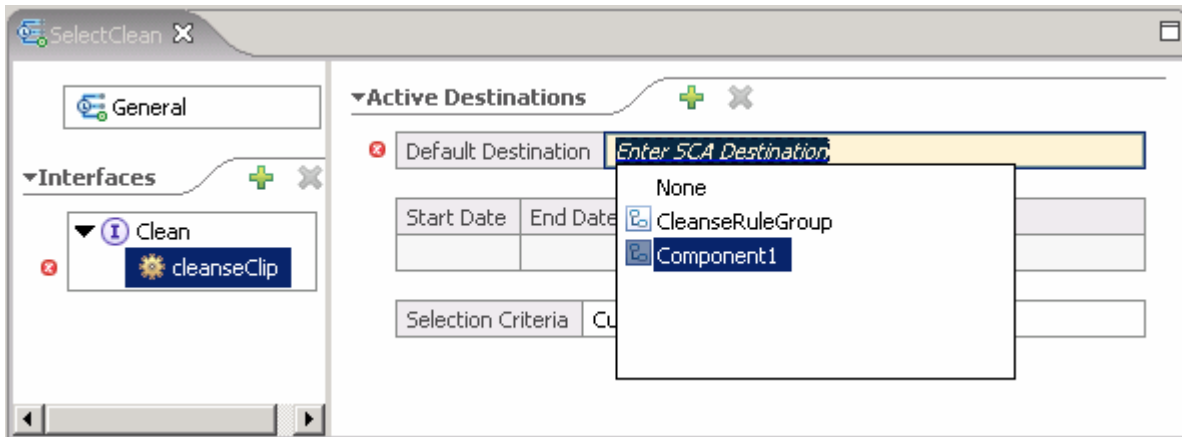 SelectClean
General
Active Destinations
Default Destination Enter SCA Destination
Interfaces
None
Start Date End Date CleanseRuleGroup
Clean
cleanseClip Component1
Selection Criteria Cu